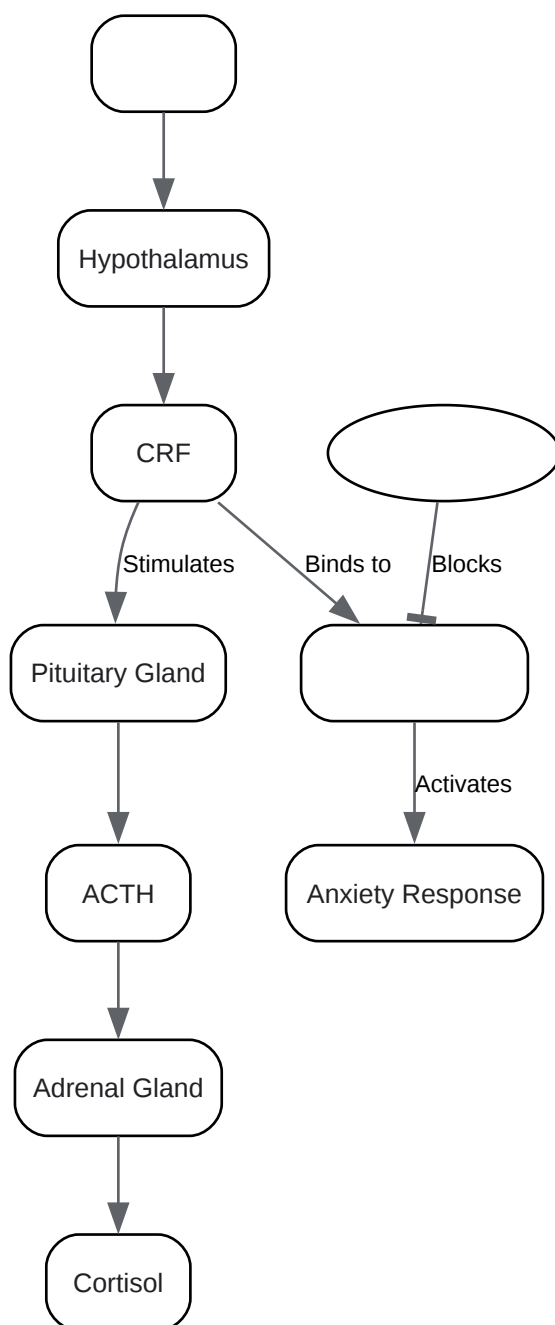 Hypothalamus
CRF
Stimulates
Binds to
Blocks
Pituitary Gland
Activates
ACTH
Anxiety Response
Adrenal Gland
Cortisol